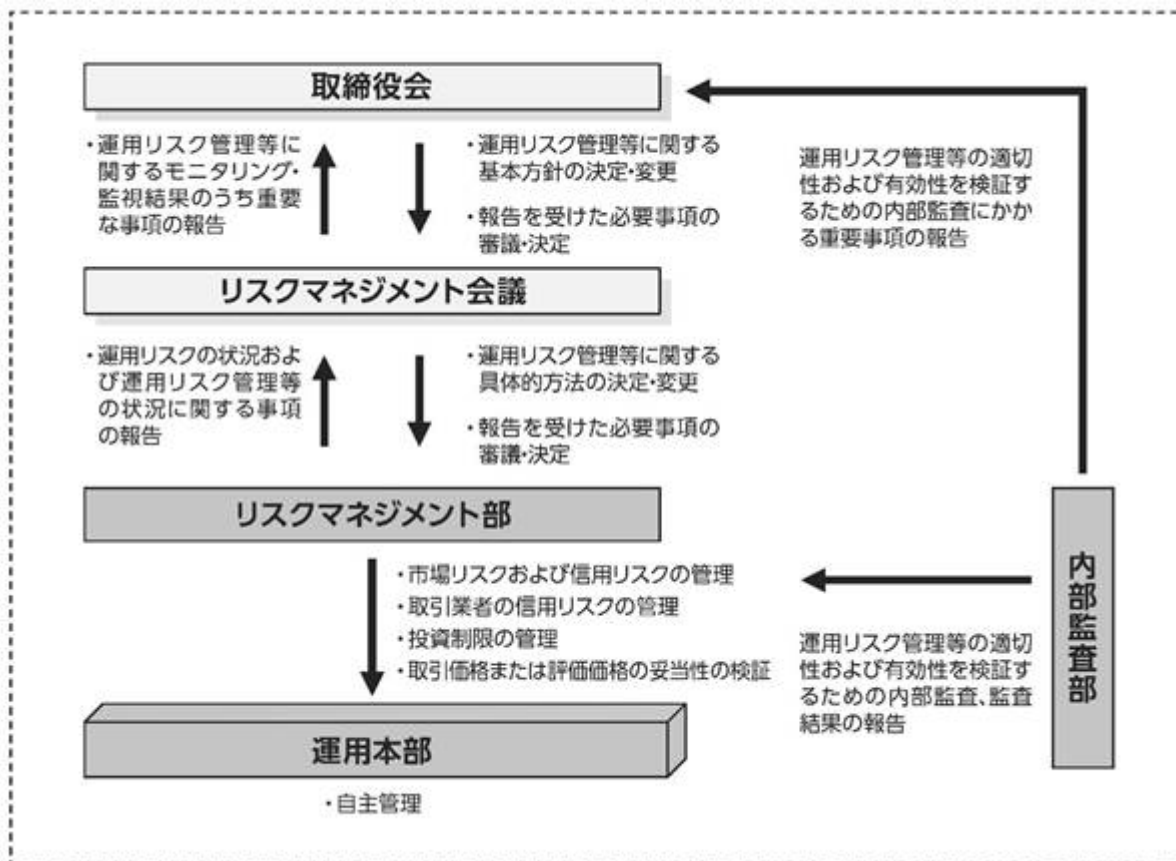 取締役会
・運用リスク管理等に
関するモニタリング・
監視結果のうち重要
な事項の報告
・運用リスク管理等に関する
基本方針の決定・変更
・報告を受けた必要事項の
審議・決定
運用リスク管理等の適切
性および有効性を検証す
るための内部監査にかか
る重要事項の報告
リスクマネジメント会議
・運用リスクの状況およ
び運用リスク管理等
の状況に関する事項
の報告
・運用リスク管理等に関する
具体的方法の決定・変更
・報告を受けた必要事項の
審議・決定
リスクマネジメント部
・市場リスクおよび信用リスクの管理
・取引業者の信用リスクの管理
・投資制限の管理
・取引価格または評価価格の妥当性の検証
運用リスク管理等の適切
性および有効性を検証す
るための内部監査、監査
結果の報告
内部監査部
運用本部
・自主管理